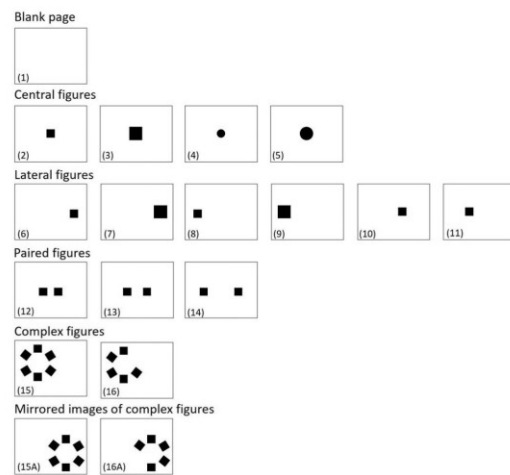 Blank page
(1)
Central figures
(2) (3) (4) (5)
Lateral figures
(6) (7) (8) (9) (10) (11)
Paired figures
(12) (13) (14)
Complex figures
(15) (16)
Mirrored images of complex figures
(15A) (16A)